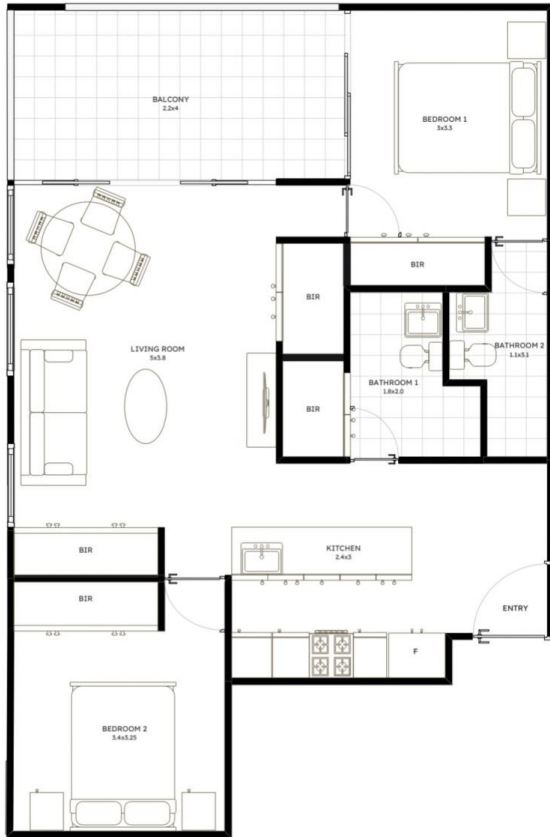 BALCONY
2.2x4
BEDROOM 1
3x3.3
BIR
BIR
LIVING ROOM
5x3.8
BATHROOM 2
1.1x3.1
BATHROOM 1
1.8x2.0
BIR
BIR
KITCHEN
2.4x3
BIR
ENTRY
F
BEDROOM 2
3.4x3.25